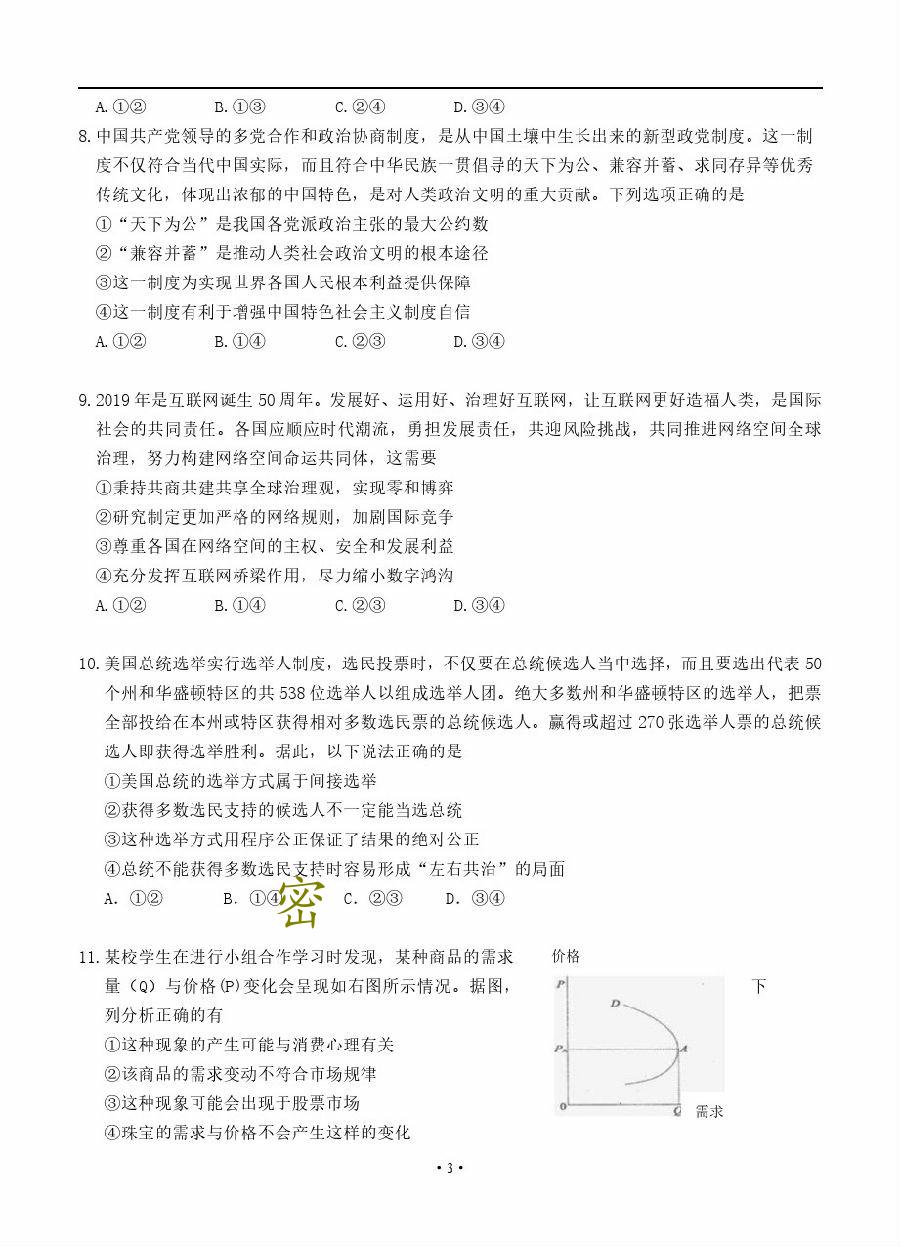 A.①② B.①③ C.②④ D.③④
8.中国共产党领导的多党合作和政治协商制度，是从中国土壤中生长出来的新型政党制度。这一制
度不仅符合当代中国实际，而且符合中华民族一贯倡导的天下为公、兼容并蓄、求同存异等优秀
传统文化，体现出浓郁的中国特色，是对人类政治文明的重大贡献。下列选项正确的是
①“天下为公”是我国各党派政治主张的最大公约数
②“兼容并蓄”是推动人类社会政治文明的根本途径
③这一制度为实现世界各国人民根本利益提供保障
④这一制度有利于增强中国特色社会主义制度自信
A.①② B.①④ C.②③ D.③④
9.2019年是互联网诞生50周年。发展好、运用好、治理好互联网，让互联网更好造福人类，是国际
社会的共同责任。各国应顺应时代潮流，勇担发展责任，共迎风险挑战，共同推进网络空间全球
治理，努力构建网络空间命运共同体，这需要
①秉持共商共建共享全球治理观，实现零和博弈
②研究制定更加严格的网络规则，加剧国际竞争
③尊重各国在网络空间的主权、安全和发展利益
④充分发挥互联网桥梁作用，尽力缩小数字鸿沟
A.①② B.①④ C.②③ D.③④
10.美国总统选举实行选举人制度，选民投票时，不仅要在总统候选人当中选择，而且要选出代表50
个州和华盛顿特区的共538位选举人以组成选举人团。绝大多数州和华盛顿特区的选举人，把票
全部投给在本州或特区获得相对多数选民票的总统候选人。赢得或超过270张选举人票的总统候
选人即获得选举胜利。据此，以下说法正确的是
①美国总统的选举方式属于间接选举
②获得多数选民支持的候选人不一定能当选总统
③这种选举方式用程序公正保证了结果的绝对公正
④总统不能获得多数选民支持时容易形成“左右共治”的局面
A．①② B．①④ C．②③ D．③④
密
11.某校学生在进行小组合作学习时发现，某种商品的需求
量（Q）与价格(P)变化会呈现如右图所示情况。据图，下
列分析正确的有
①这种现象的产生可能与消费心理有关
②该商品的需求变动不符合市场规律
③这种现象可能会出现于股票市场
④珠宝的需求与价格不会产生这样的变化
价格
P
D
A
0
需求
·3·